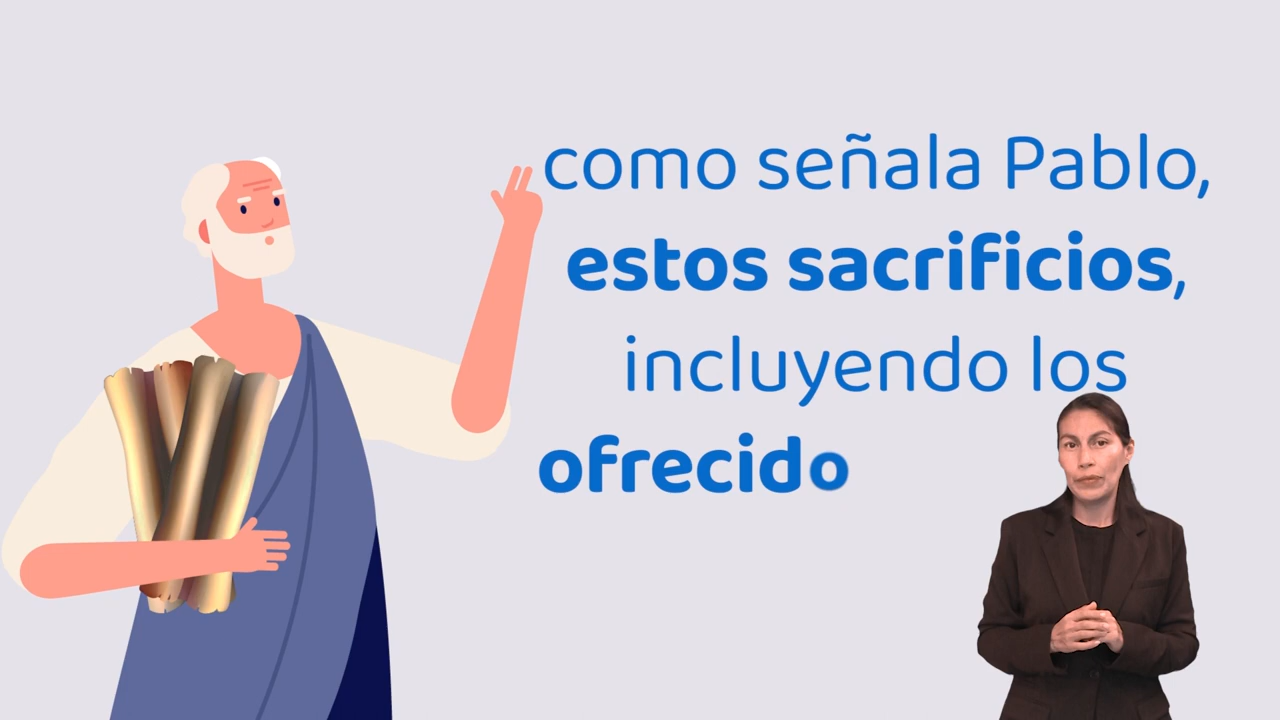 como señala Pablo,
estos sacrificios,
incluyendo los
ofrecido